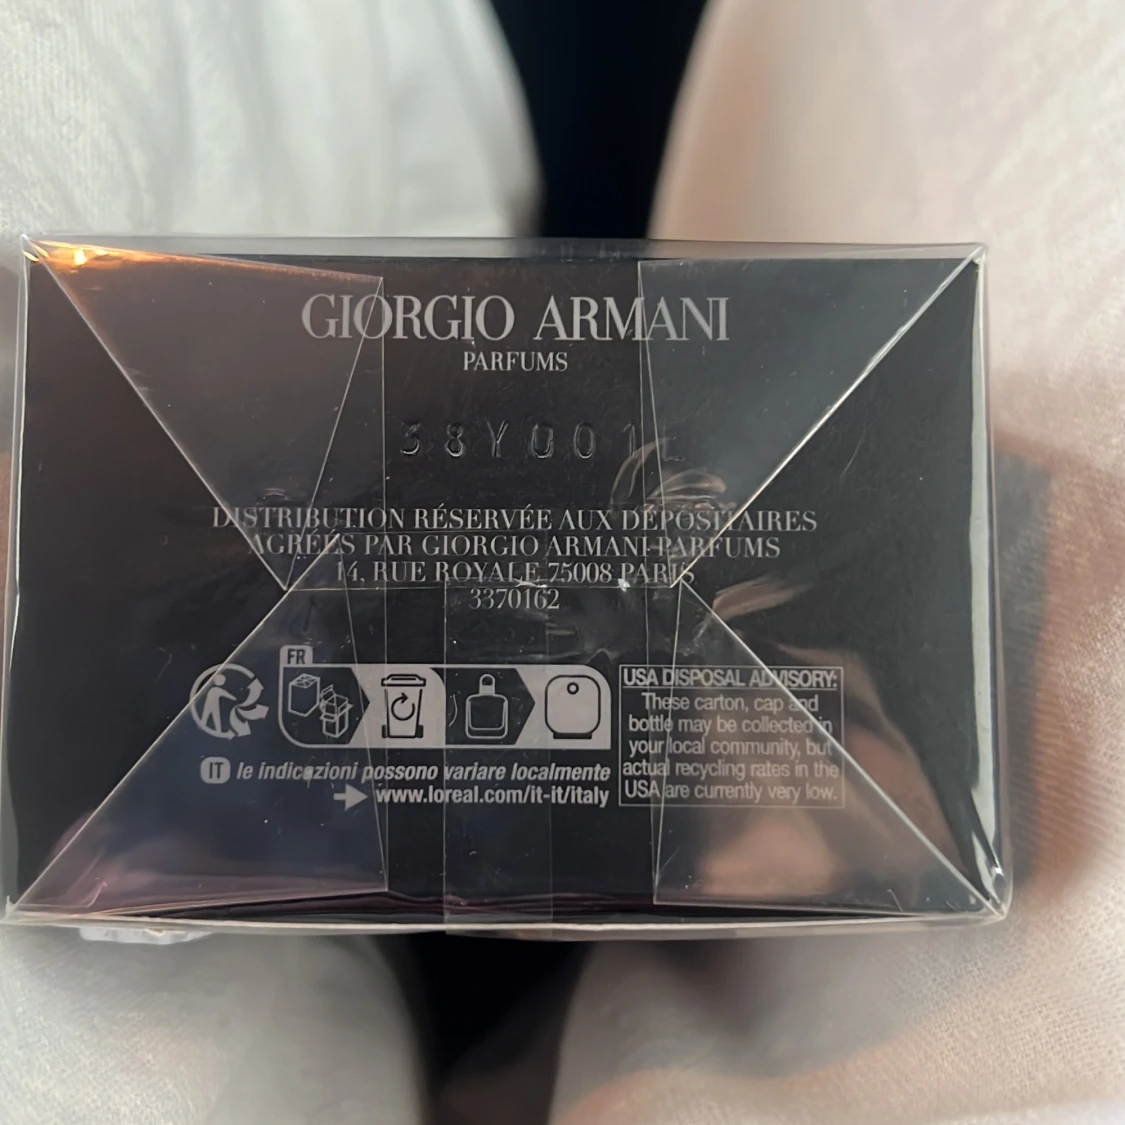 GIORGIO ARMANI
PARFUMS
38Y001
DISTRIBUTION RÉSERVÉE AUX DÉPOSITAIRES
AGRÉÉS PAR GIORGIO ARMANI PARFUMS
14, RUE ROYALE 75008 PARIS
3370162
FR
IT le indicazioni possono variare localmente
www.loreal.com/it-it/italy
USA DISPOSAL ADVISORY:
These carton, cap and
bottle may be collected in
your local community, but
actual recycling rates in the
USA are currently very low.